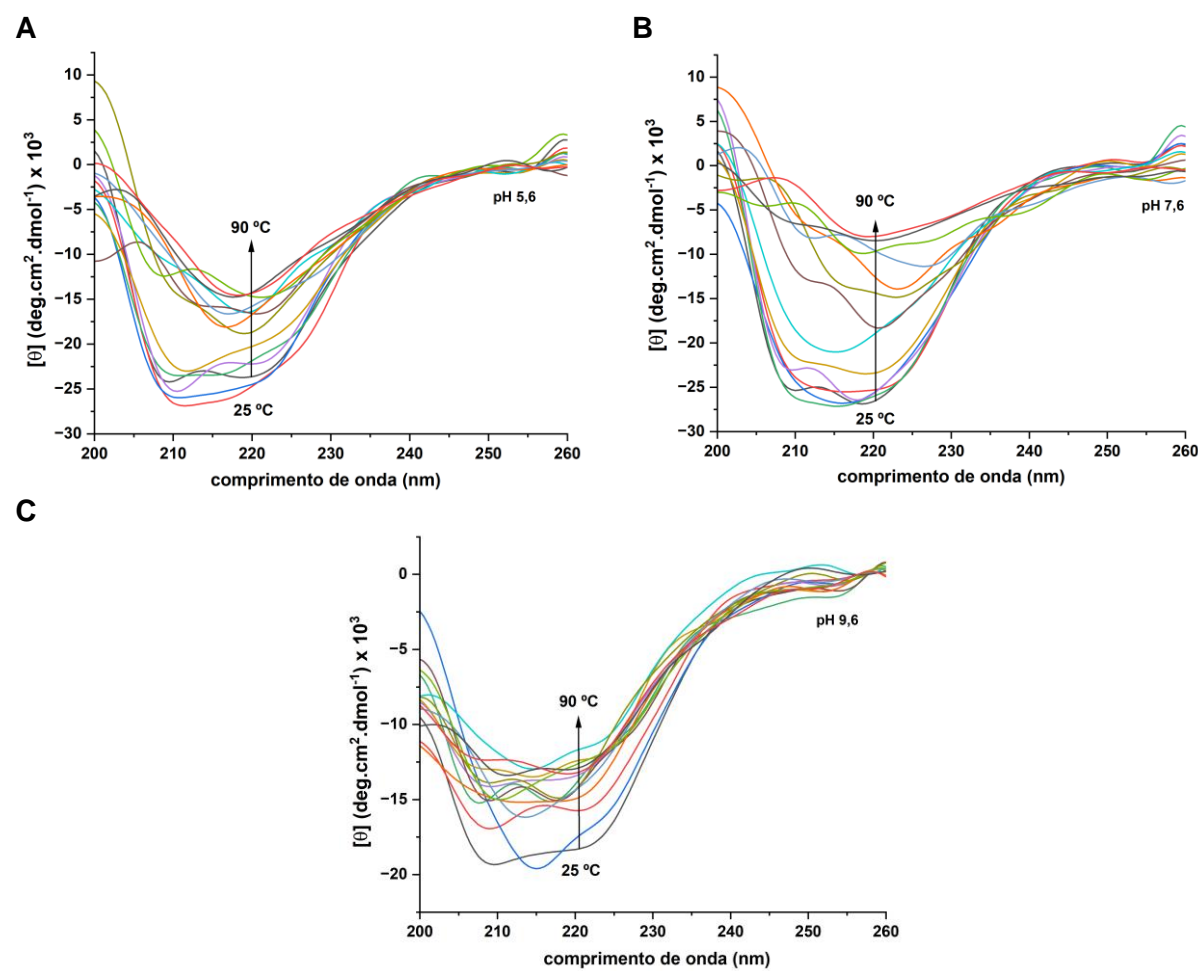 A
[θ] (deg.cm².dmol⁻¹) x 10³
10
5
0
−5
−10
−15
−20
−25
−30
90 ºC
25 ºC
pH 5,6
200 210 220 230 240 250 260
comprimento de onda (nm)
B
[θ] (deg.cm².dmol⁻¹) x 10³
10
5
0
−5
−10
−15
−20
−25
−30
90 ºC
25 ºC
pH 7,6
200 210 220 230 240 250 260
comprimento de onda (nm)
C
[θ] (deg.cm².dmol⁻¹) x 10³
0
−5
−10
−15
−20
90 ºC
25 ºC
pH 9,6
200 210 220 230 240 250 260
comprimento de onda (nm)